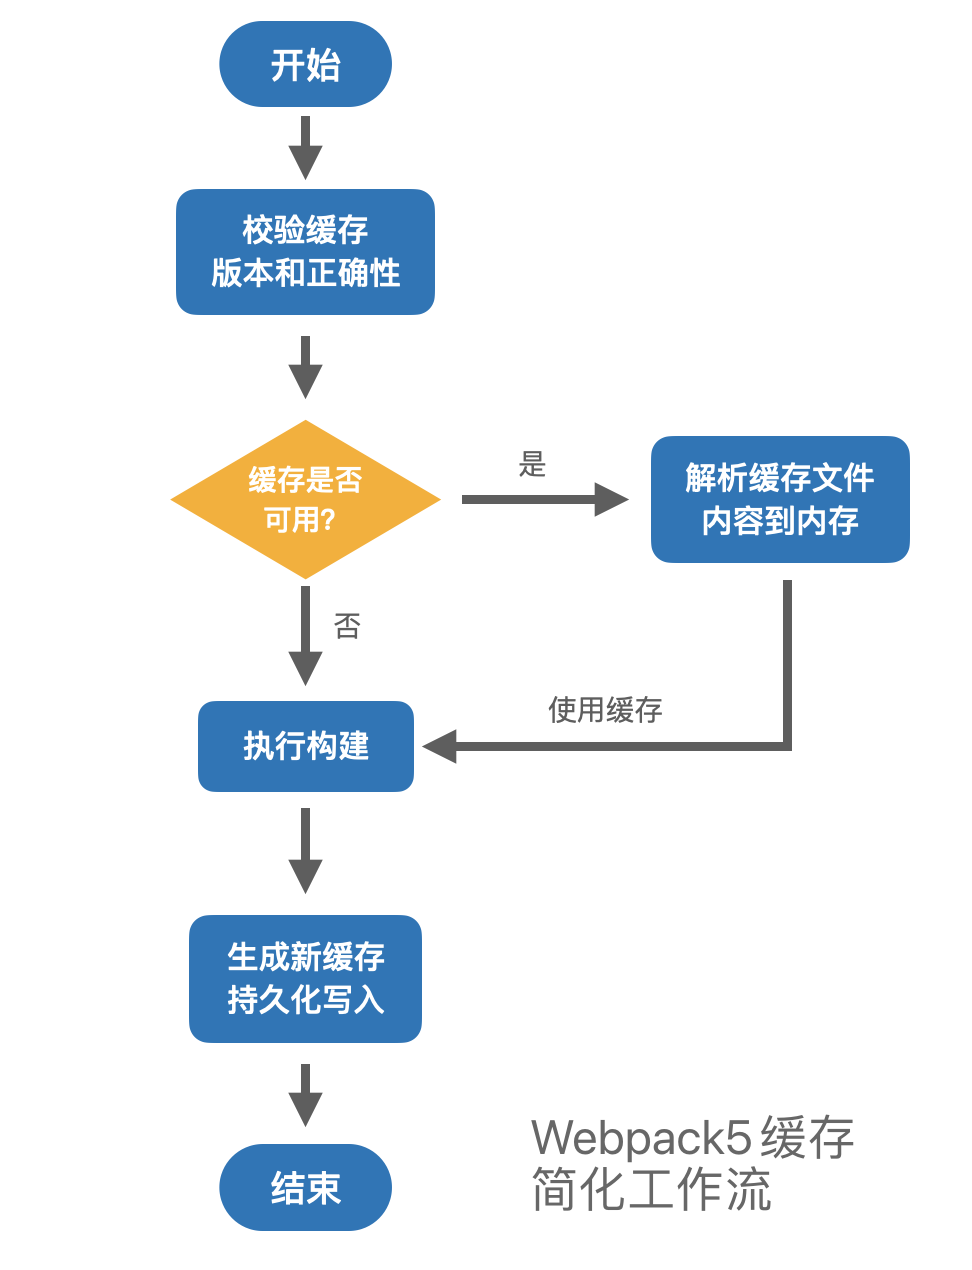 开始
校验缓存
版本和正确性
缓存是否
可用?
是
解析缓存文件
内容到内存
否
使用缓存
执行构建
生成新缓存
持久化写入
结束
Webpack5 缓存
简化工作流